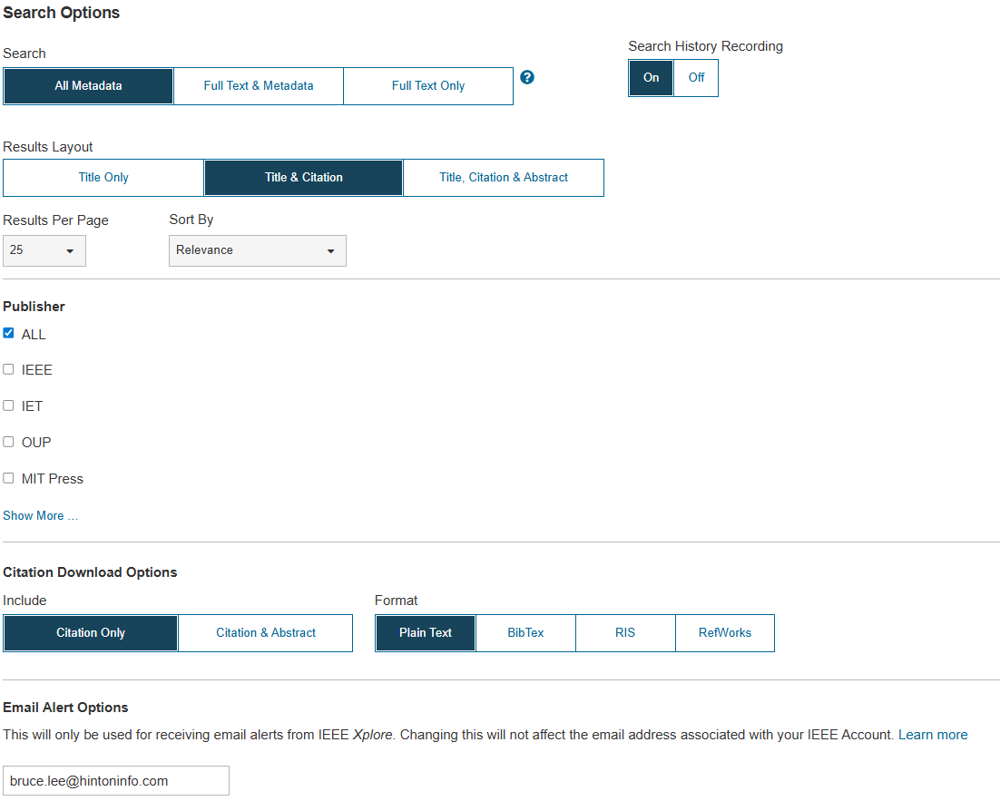 Search Options
Search
Search History Recording
All Metadata Full Text & Metadata Full Text Only ?
On Off
Results Layout
Title Only Title & Citation Title, Citation & Abstract
Results Per Page Sort By
25 Relevance
Publisher
ALL
IEEE
IET
OUP
MIT Press
Show More ...
Citation Download Options
Include Format
Citation Only Citation & Abstract Plain Text BibTex RIS RefWorks
Email Alert Options
This will only be used for receiving email alerts from IEEE Xplore. Changing this will not affect the email address associated with your IEEE Account. Learn more
bruce.lee@hintoninfo.com